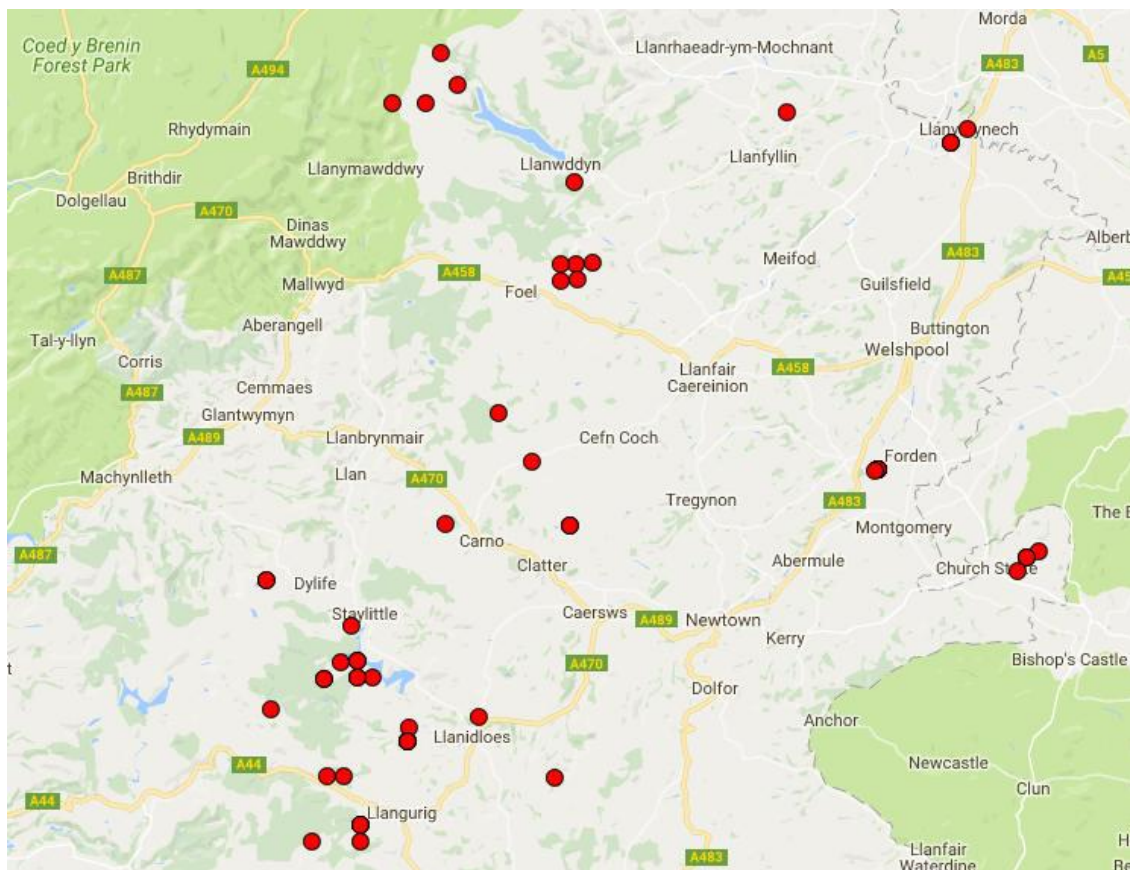 Morda
Coed y Brenin
Forest Park
Llanrhaeadr-ym-Mochnant
A5
A494
A483
Rhydymain
Llanymawddwy
Llanwddyn
Llanfyllin
Brithdir
Dolgellau
A470
Dinas
Mawddwy
Meifod
A483
A487
A458
Mallwyd
Foel
Guilsfield
Aberangell
Buttington
Tal-y-llyn
Corris
Welshpool
Llanfair
Caereinion
A458
A487
Cemmaes
Glantwymyn
A489
Llanbrynmair
Cefn Coch
Machynlleth
Llan
A470
Forden
Tregynon
A483
Montgomery
A487
Carno
Clatter
Abermule
Dylife
Staylittle
Caersws
A489
Newtown
Kerry
A470
Bishop's Castle
Dolfor
Anchor
Llanidloes
A44
Newcastle
Clun
A44
Llangurig
A483
Llanfair
Waterdine